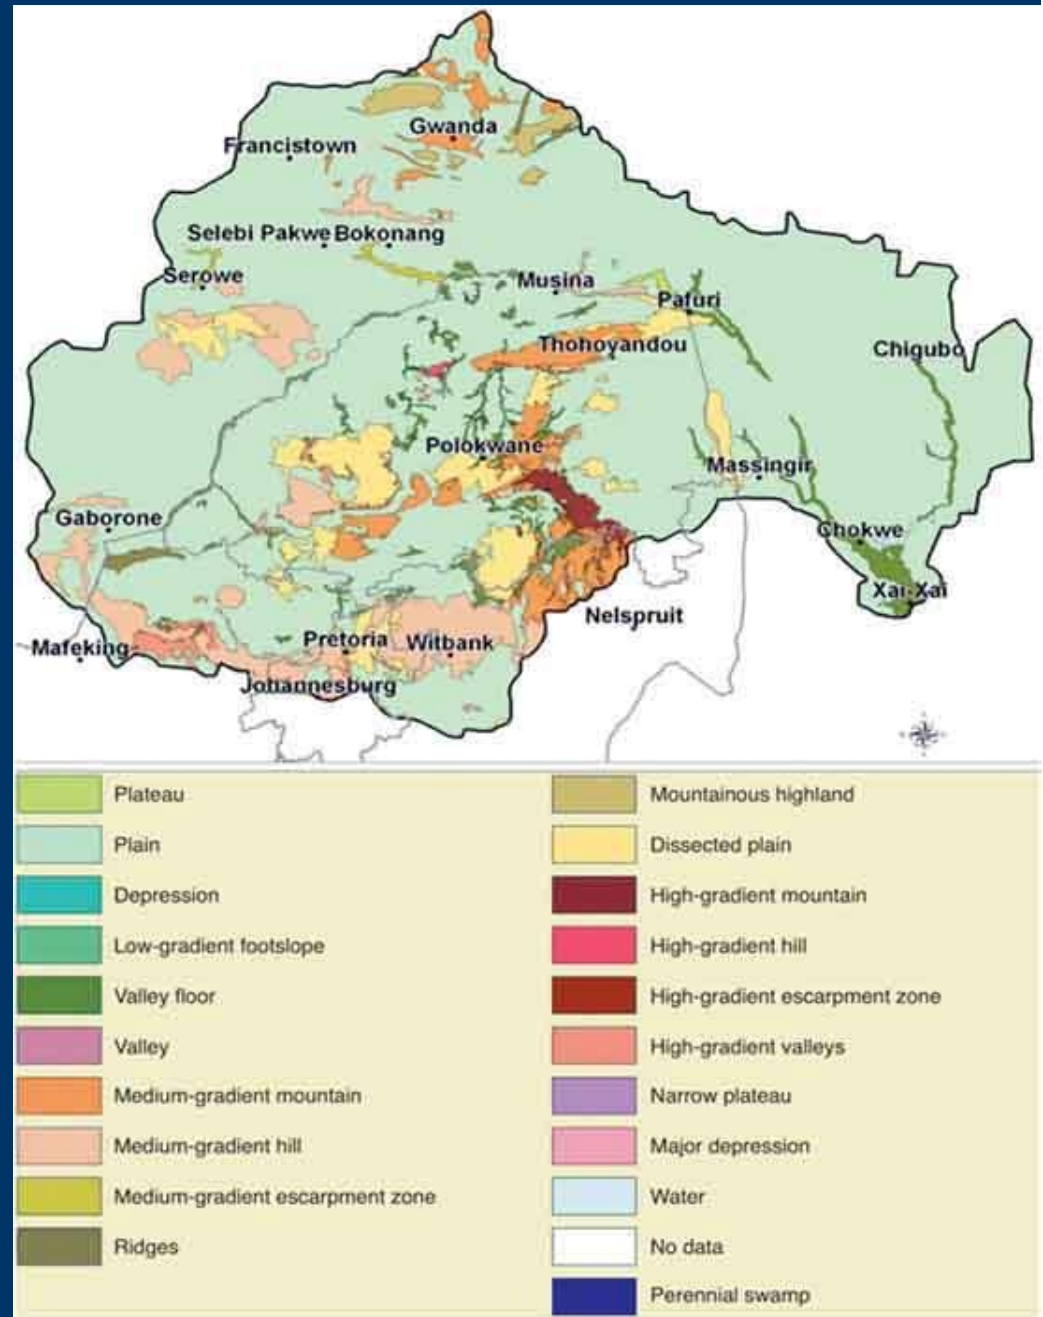 Gwanda
Francistown
Selebi Pakwe Bokonang
Serowe
Musina
Pafuri
Thohoyandou
Chigubo
Polokwane
Massingir
Gaborone
Chokwe
Xai-Xai
Nelspruit
Mafeking
Pretoria Witbank
Johannesburg
Plateau
Plain
Depression
Low-gradient footslope
Valley floor
Valley
Medium-gradient mountain
Medium-gradient hill
Medium-gradient escarpment zone
Ridges
Mountainous highland
Dissected plain
High-gradient mountain
High-gradient hill
High-gradient escarpment zone
High-gradient valleys
Narrow plateau
Major depression
Water
No data
Perennial swamp